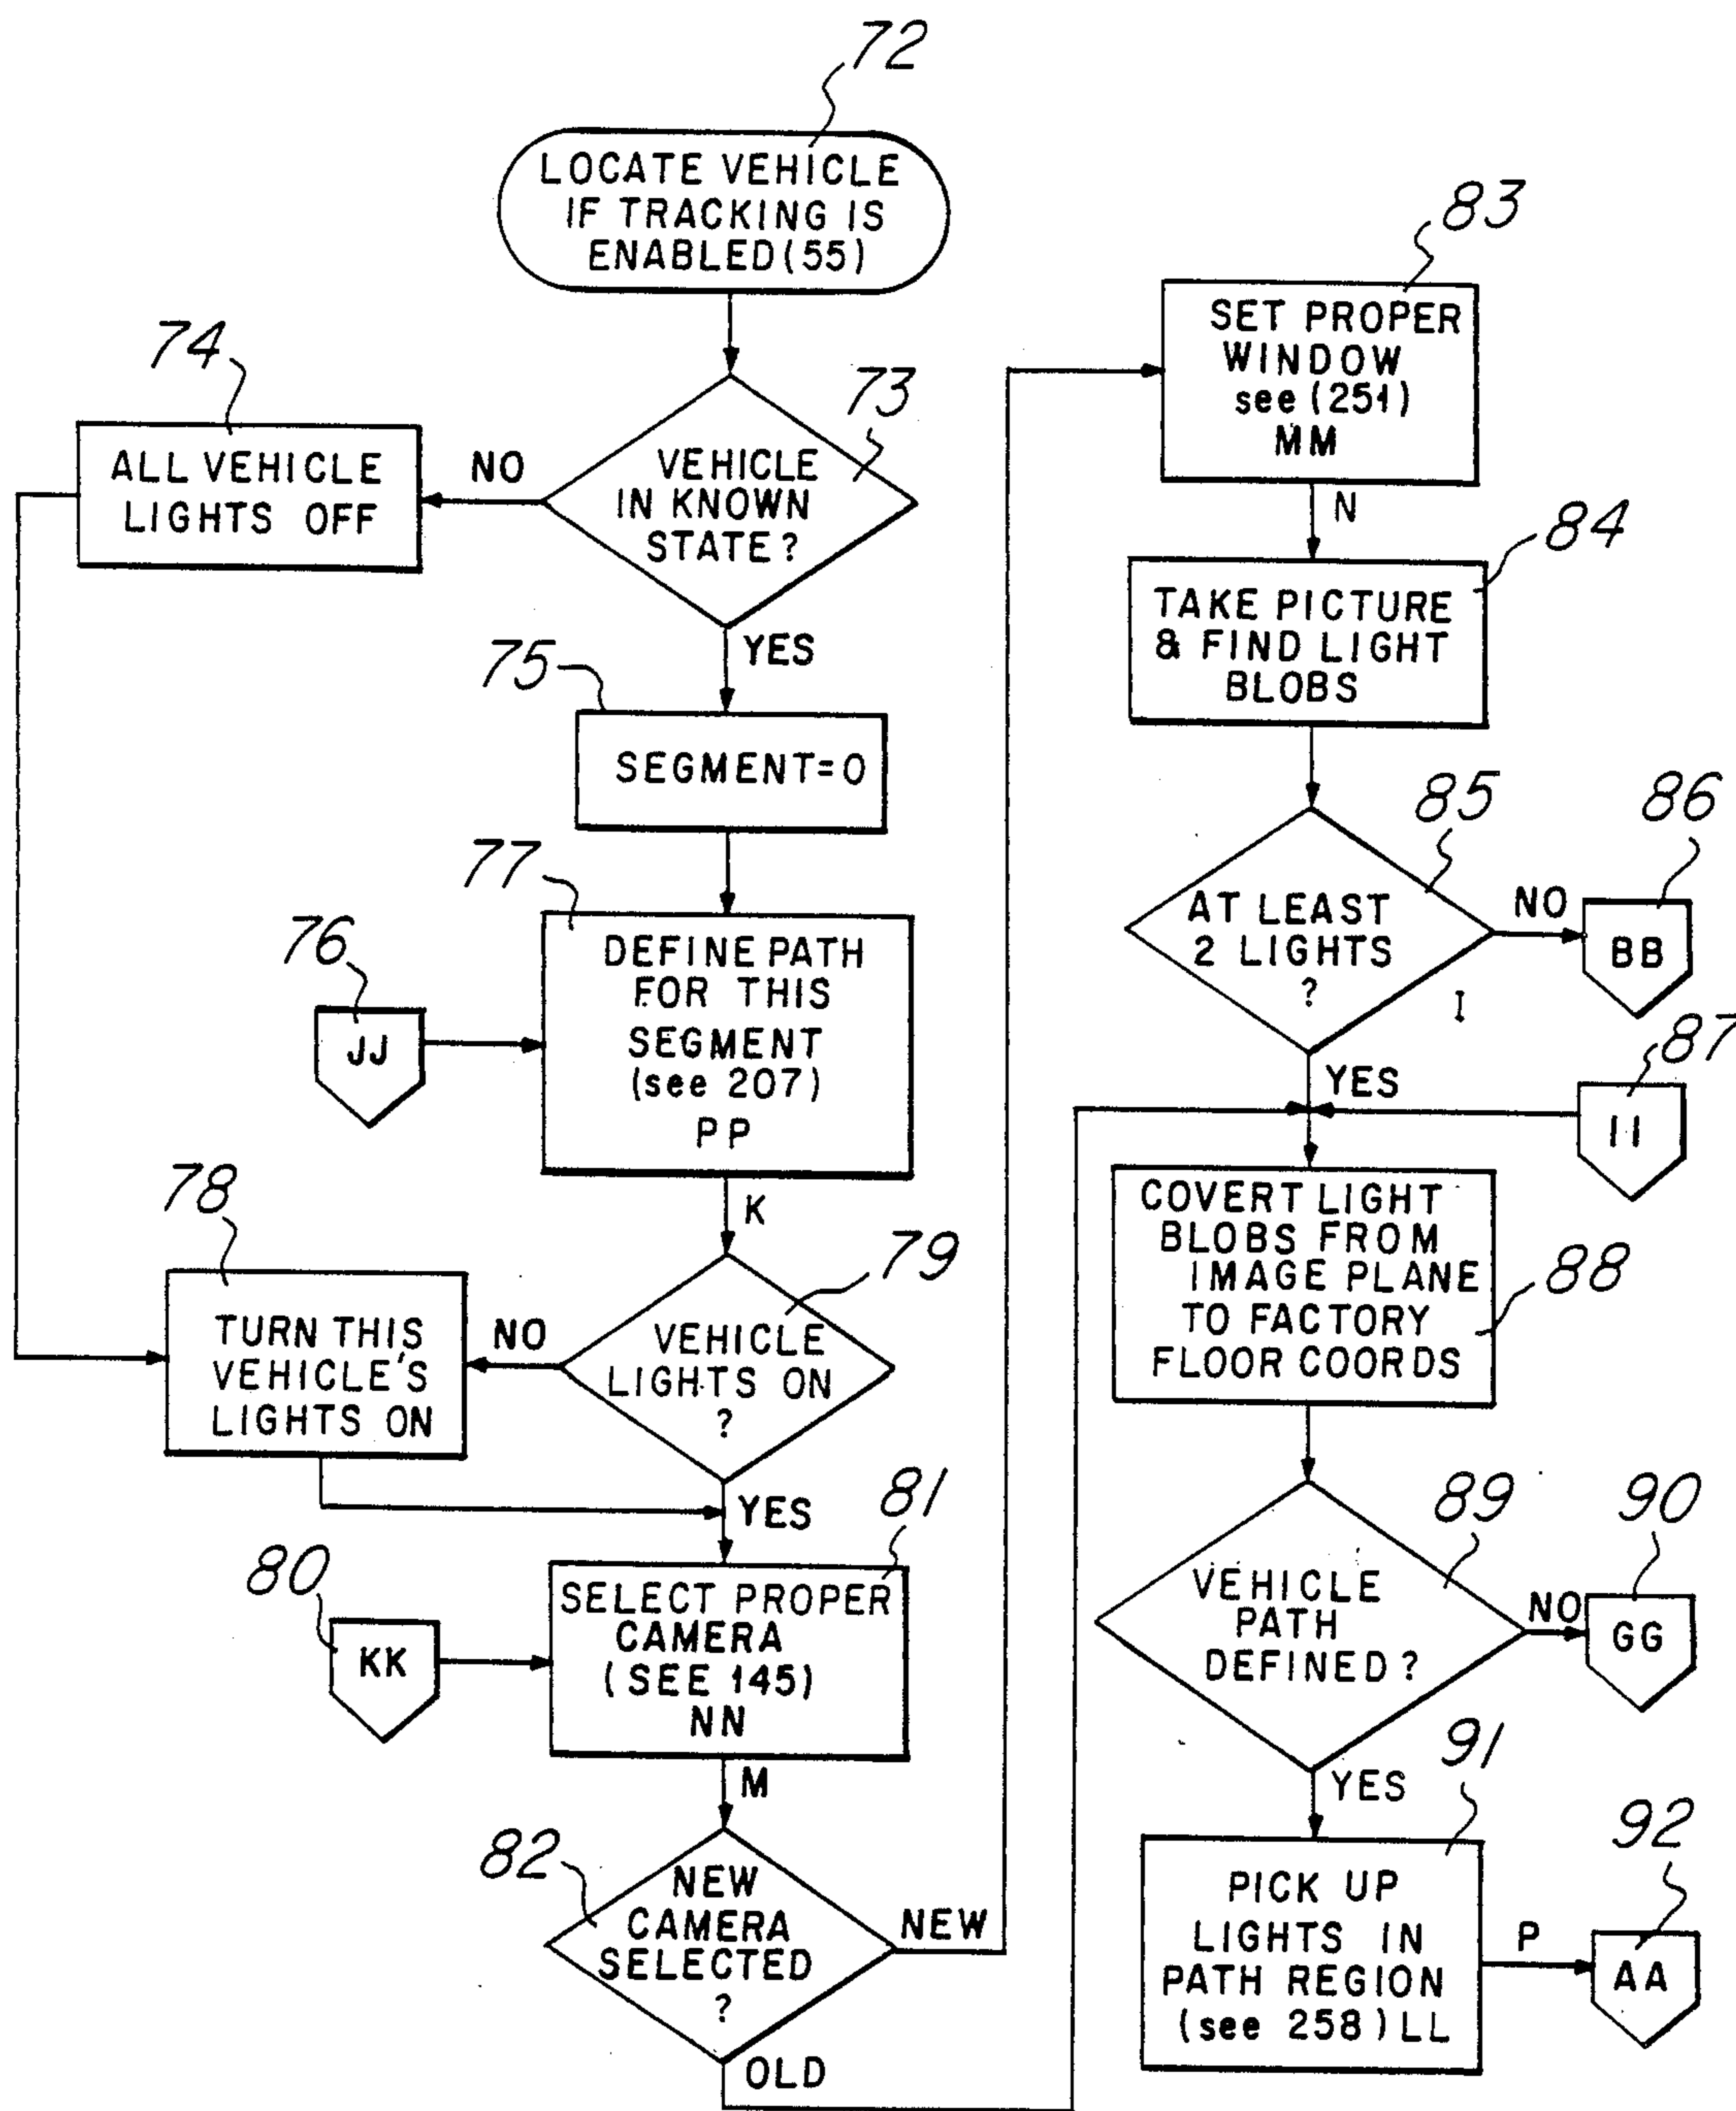 72
LOCATE VEHICLE
IF TRACKING IS
ENABLED (55)
73
VEHICLE
IN KNOWN
STATE?
NO
74
ALL VEHICLE
LIGHTS OFF
YES
75
SEGMENT=0
76
JJ
77
DEFINE PATH
FOR THIS
SEGMENT
(see 207)
PP
K
78
TURN THIS
VEHICLE'S
LIGHTS ON
NO
79
VEHICLE
LIGHTS ON
?
YES
80
KK
81
SELECT PROPER
CAMERA
(SEE 145)
NN
M
82
NEW
CAMERA
SELECTED
?
NEW
OLD
83
SET PROPER
WINDOW
see (251)
MM
N
84
TAKE PICTURE
& FIND LIGHT
BLOBS
85
AT LEAST
2 LIGHTS
?
NO
86
BB
I
YES
87
II
88
COVERT LIGHT
BLOBS FROM
IMAGE PLANE
TO FACTORY
FLOOR COORDS
89
VEHICLE
PATH
DEFINED?
NO
90
GG
YES
91
PICK UP
LIGHTS IN
PATH REGION
(see 258) LL
P
92
AA